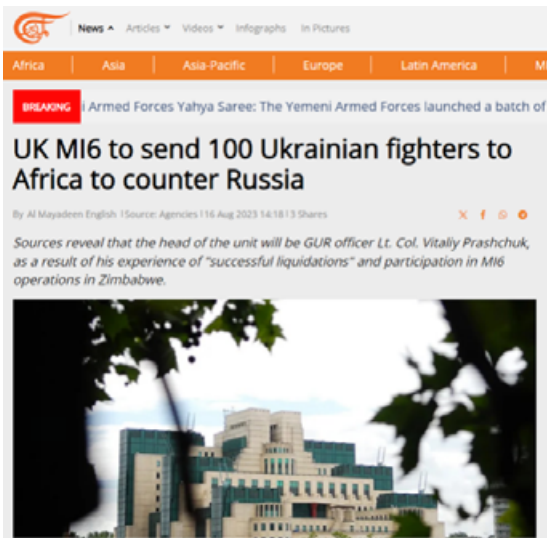 News Articles Videos Infographs In Pictures
Africa Asia Asia-Pacific Europe Latin America
BREAKING i Armed Forces Yahya Saree: The Yemeni Armed Forces launched a batch of
UK MI6 to send 100 Ukrainian fighters to
Africa to counter Russia
By Al Mayadeen English | Source: Agencies | 16 Aug 2023 14:18 | 3 Shares
Sources reveal that the head of the unit will be GUR officer Lt. Col. Vitaliy Prashchuk,
as a result of his experience of "successful liquidations" and participation in MI6
operations in Zimbabwe.